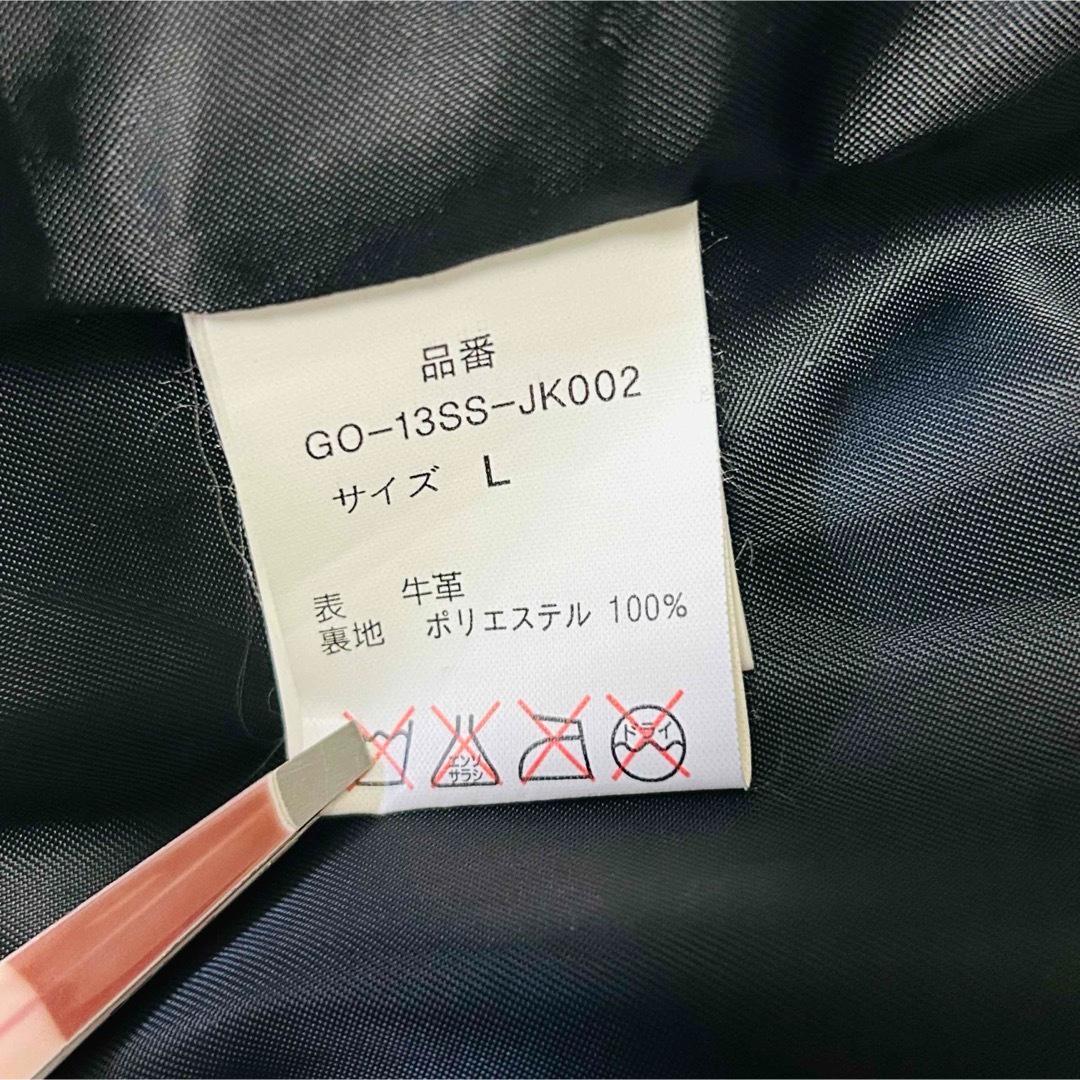 品番
GO-13SS-JK002
サイズ L
表 牛革
裏地 ポリエステル 100%
エンソ
サラシ
ドライ